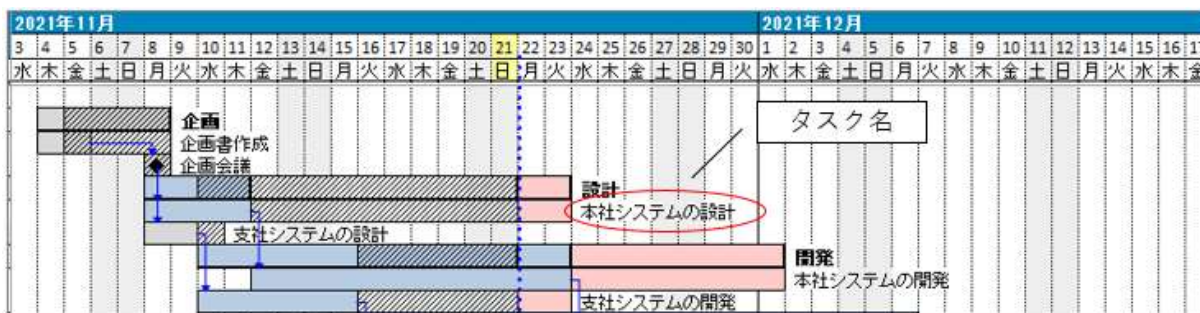 2021年11月 2021年12月
3 4 5 6 7 8 9 10 11 12 13 14 15 16 17 18 19 20 21 22 23 24 25 26 27 28 29 30 1 2 3 4 5 6 7 8 9 10 11 12 13 14 15 16
水 木 金 土 日 月 火 水 木 金 土 日 月 火 水 木 金 土 日 月 火 水 木 金 土 日 月 火 水 木 金 土 日 月 火 水 木 金 土 日 月 火 水 木 金
企画
タスク名
企画書作成
企画会議
設計
本社システムの設計
支社システムの設計
開発
本社システムの開発
支社システムの開発